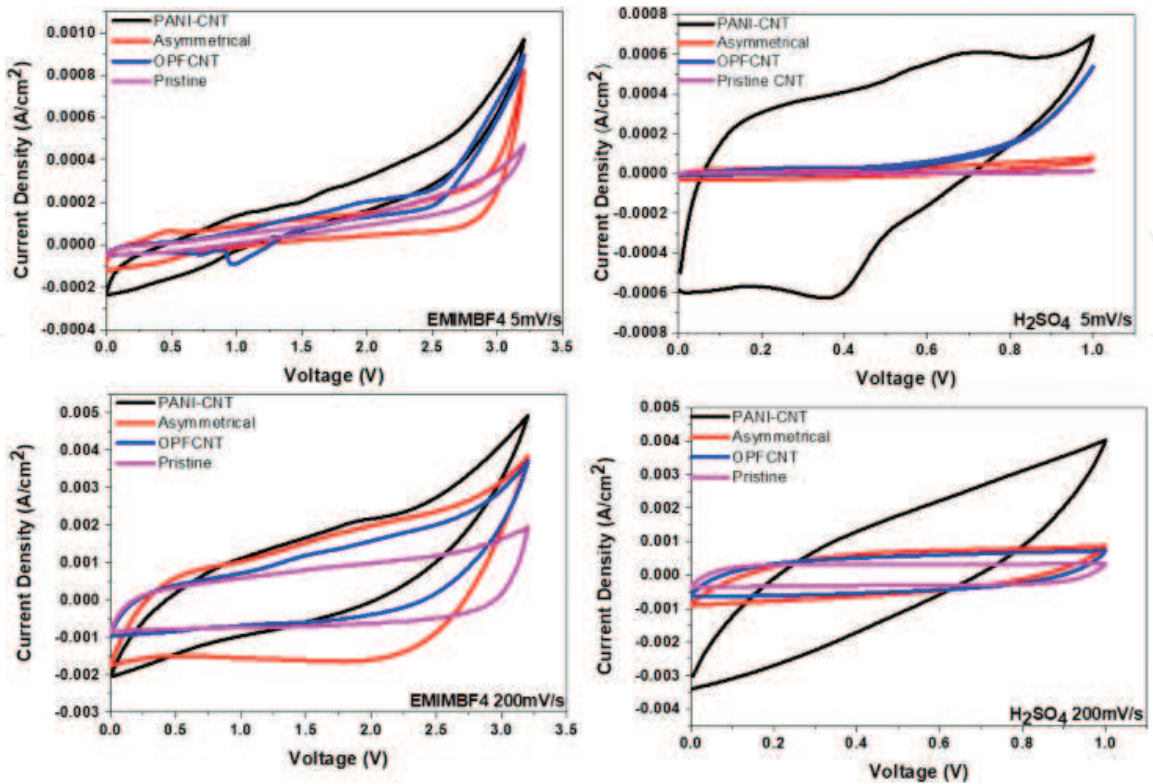 PANI-CNT
Asymmetrical
OPFCNT
Pristine
0.0010
0.0008
0.0006
0.0004
0.0002
0.0000
-0.0002
-0.0004
Current Density (A/cm²)
EMIMBF4 5mV/s
0.0 0.5 1.0 1.5 2.0 2.5 3.0 3.5
Voltage (V)
PANI-CNT
Asymmetrical
OPFCNT
Pristine CNT
0.0008
0.0006
0.0004
0.0002
0.0000
-0.0002
-0.0004
-0.0006
-0.0008
Current Density (A/cm²)
H₂SO₄ 5mV/s
0.0 0.2 0.4 0.6 0.8 1.0
Voltage (V)
PANI-CNT
Asymmetrical
OPFCNT
Pristine
0.005
0.004
0.003
0.002
0.001
0.000
-0.001
-0.002
-0.003
Current Density (A/cm²)
EMIMBF4 200mV/s
0.0 0.5 1.0 1.5 2.0 2.5 3.0 3.5
Voltage (V)
PANI-CNT
Asymmetrical
OPFCNT
Pristine
0.005
0.004
0.003
0.002
0.001
0.000
-0.001
-0.002
-0.003
-0.004
Current Density (A/cm²)
H₂SO₄ 200mV/s
0.0 0.2 0.4 0.6 0.8 1.0
Voltage (V)